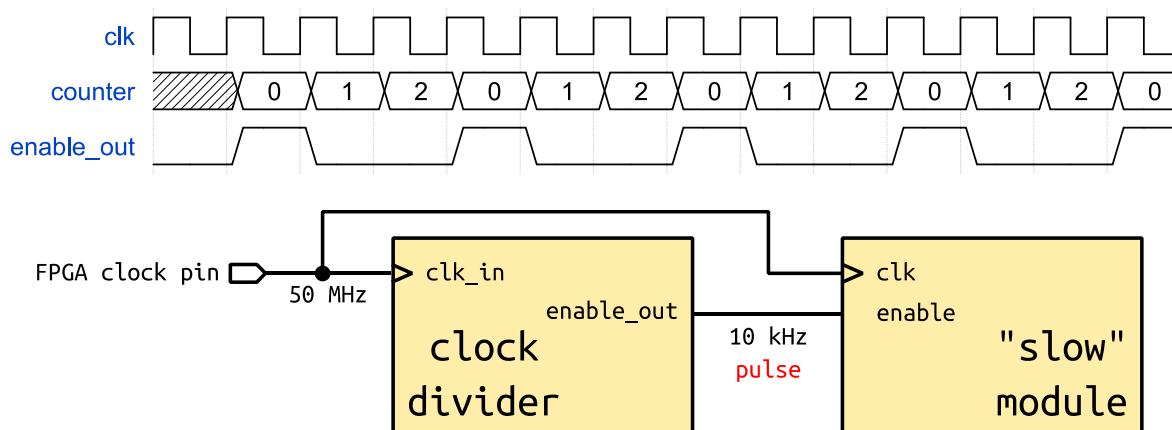 clk
counter 0 1 2 0 1 2 0 1 2 0 1 2 0
enable_out
FPGA clock pin
50 MHz
clk_in
enable_out
clock
divider
10 kHz
pulse
clk
enable
"slow"
module